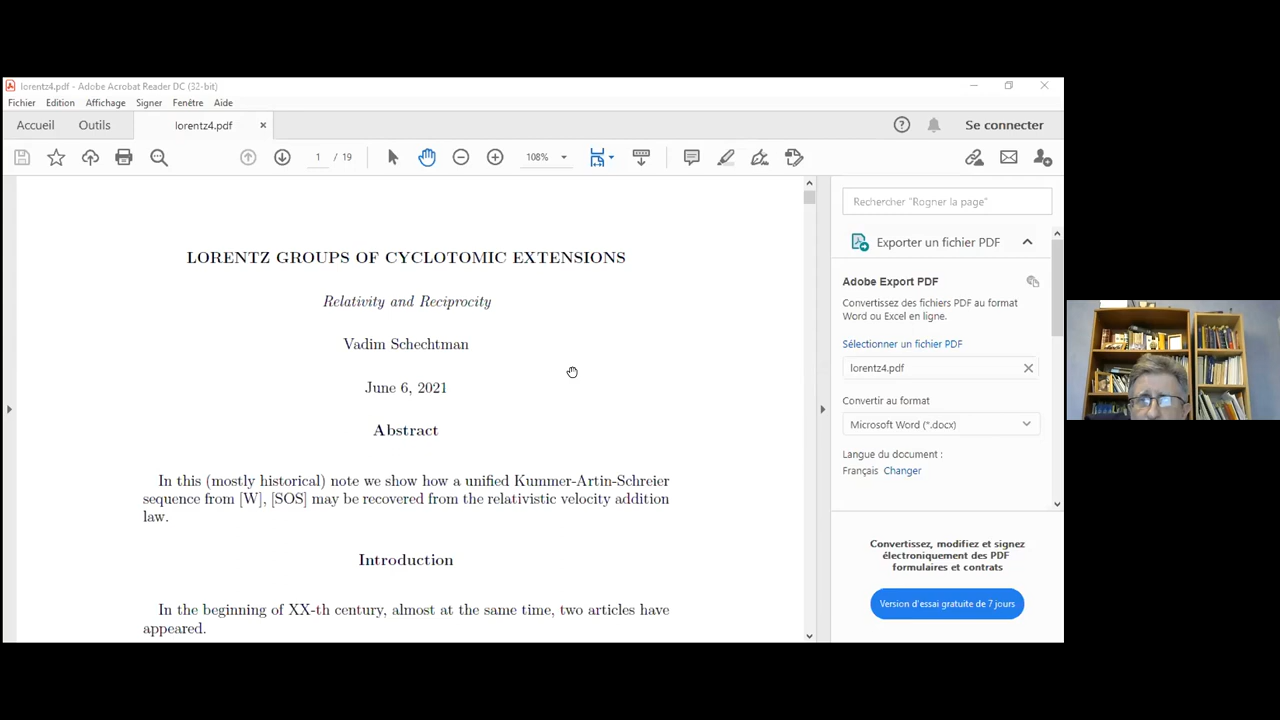 lorentz4.pdf - Adobe Acrobat Reader DC (32-bit)
Fichier Edition Affichage Signer Fenêtre Aide
Accueil Outils lorentz4.pdf × Se connecter
1 / 19 108%
LORENTZ GROUPS OF CYCLOTOMIC EXTENSIONS
Relativity and Reciprocity
Vadim Schechtman
June 6, 2021
Abstract
In this (mostly historical) note we show how a unified Kummer-Artin-Schreier
sequence from [W], [SOS] may be recovered from the relativistic velocity addition
law.
Introduction
In the beginning of XX-th century, almost at the same time, two articles have
appeared.
Rechercher "Rogner la page"
Exporter un fichier PDF
Adobe Export PDF
Convertissez des fichiers PDF au format
Word ou Excel en ligne.
Sélectionner un fichier PDF
lorentz4.pdf ×
Convertir au format
Microsoft Word (*.docx)
Langue du document :
Français Changer
Convertissez, modifiez et signez
électroniquement des PDF
formulaires et contrats
Version d'essai gratuite de 7 jours